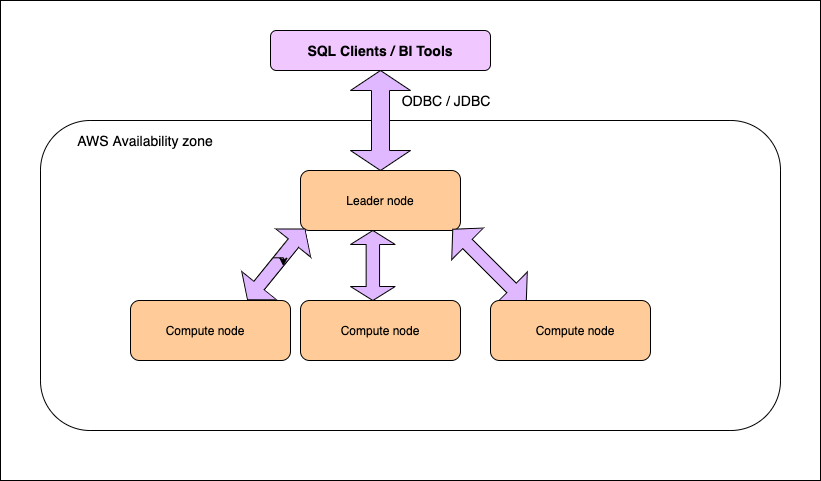 SQL Clients / BI Tools
ODBC / JDBC
AWS Availability zone
Leader node
Compute node
Compute node
Compute node